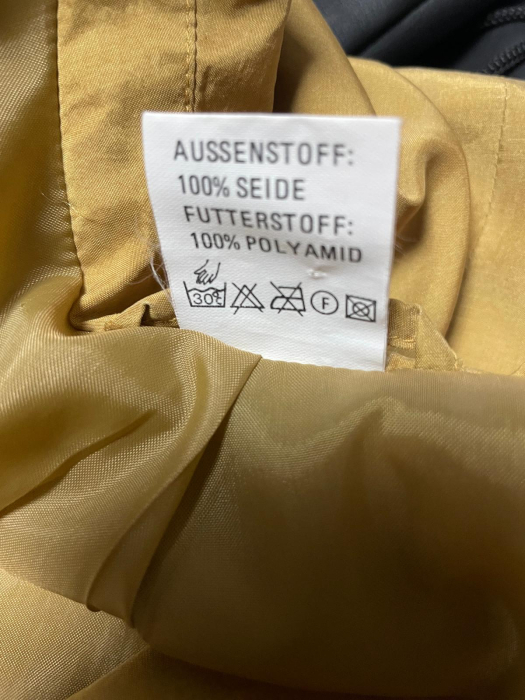 AUSSENSTOFF:
100% SEIDE
FUTTERSTOFF:
100% POLYAMID
30° F